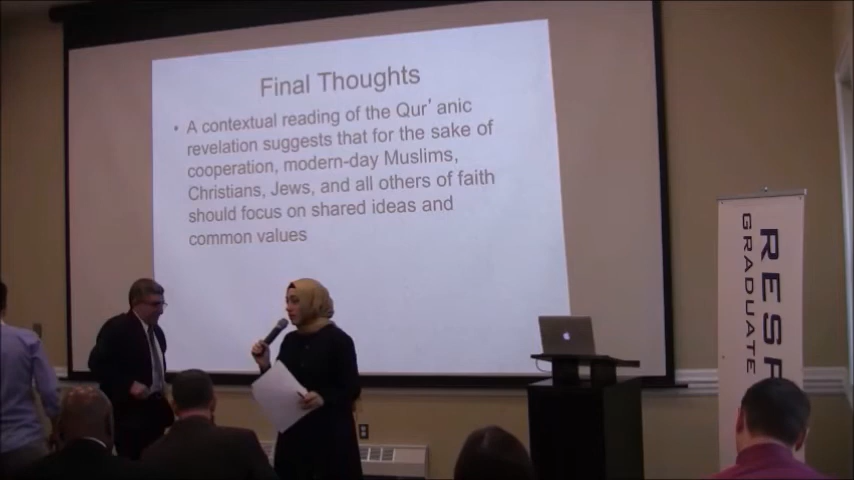 Final Thoughts
• A contextual reading of the Qur'anic
revelation suggests that for the sake of
cooperation, modern-day Muslims,
Christians, Jews, and all others of faith
should focus on shared ideas and
common values
GRADUATE